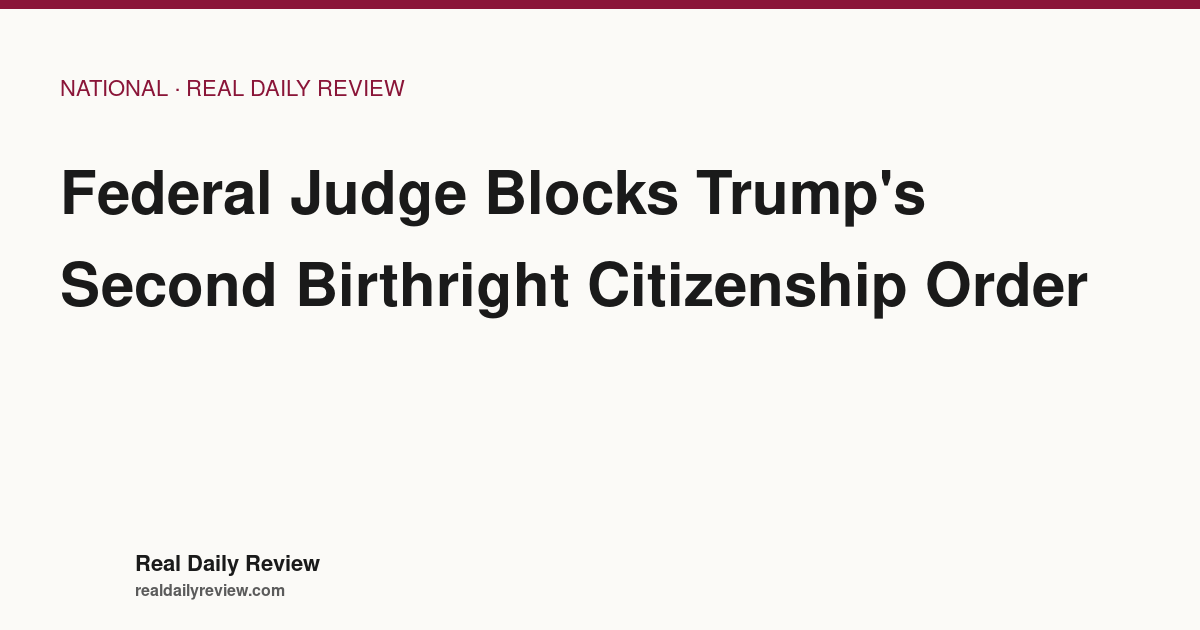 NATIONAL · REAL DAILY REVIEW
Federal Judge Blocks Trump's
Second Birthright Citizenship Order
Real Daily Review
realdailyreview.com